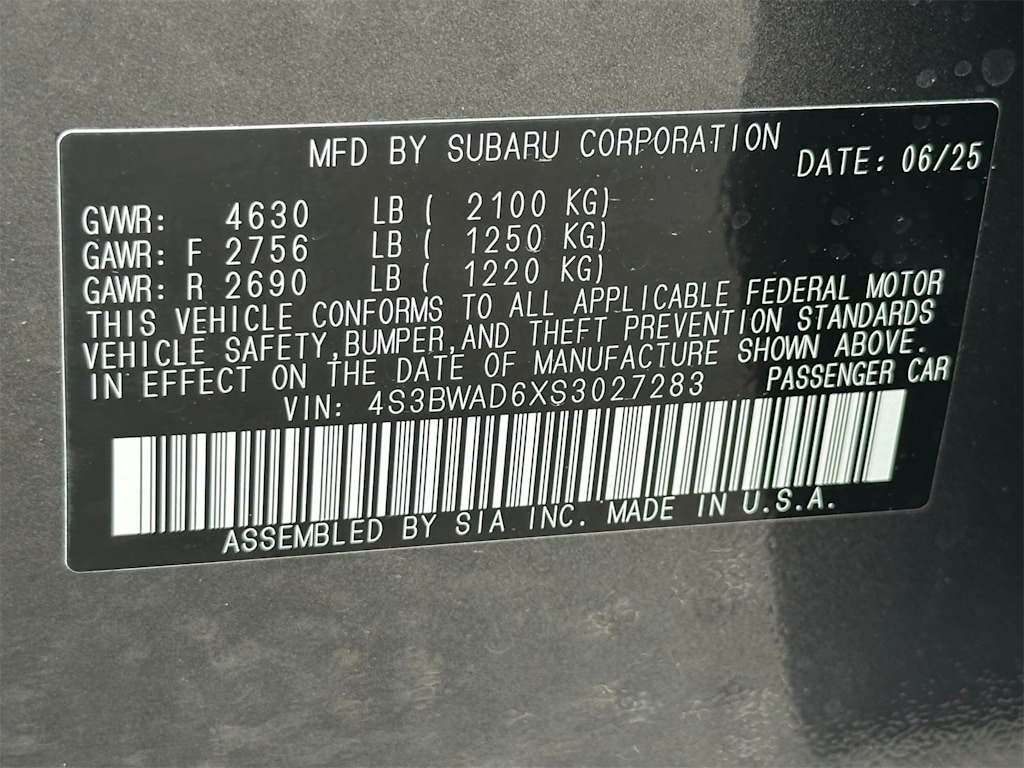 MFD BY SUBARU CORPORATION DATE: 06/25
GVWR: 4630 LB ( 2100 KG)
GAWR: F 2756 LB ( 1250 KG)
GAWR: R 2690 LB ( 1220 KG)
THIS VEHICLE CONFORMS TO ALL APPLICABLE FEDERAL MOTOR
VEHICLE SAFETY,BUMPER,AND THEFT PREVENTION STANDARDS
IN EFFECT ON THE DATE OF MANUFACTURE SHOWN ABOVE.
VIN: 4S3BWAD6XS3027283 PASSENGER CAR
ASSEMBLED BY SIA INC. MADE IN U.S.A.